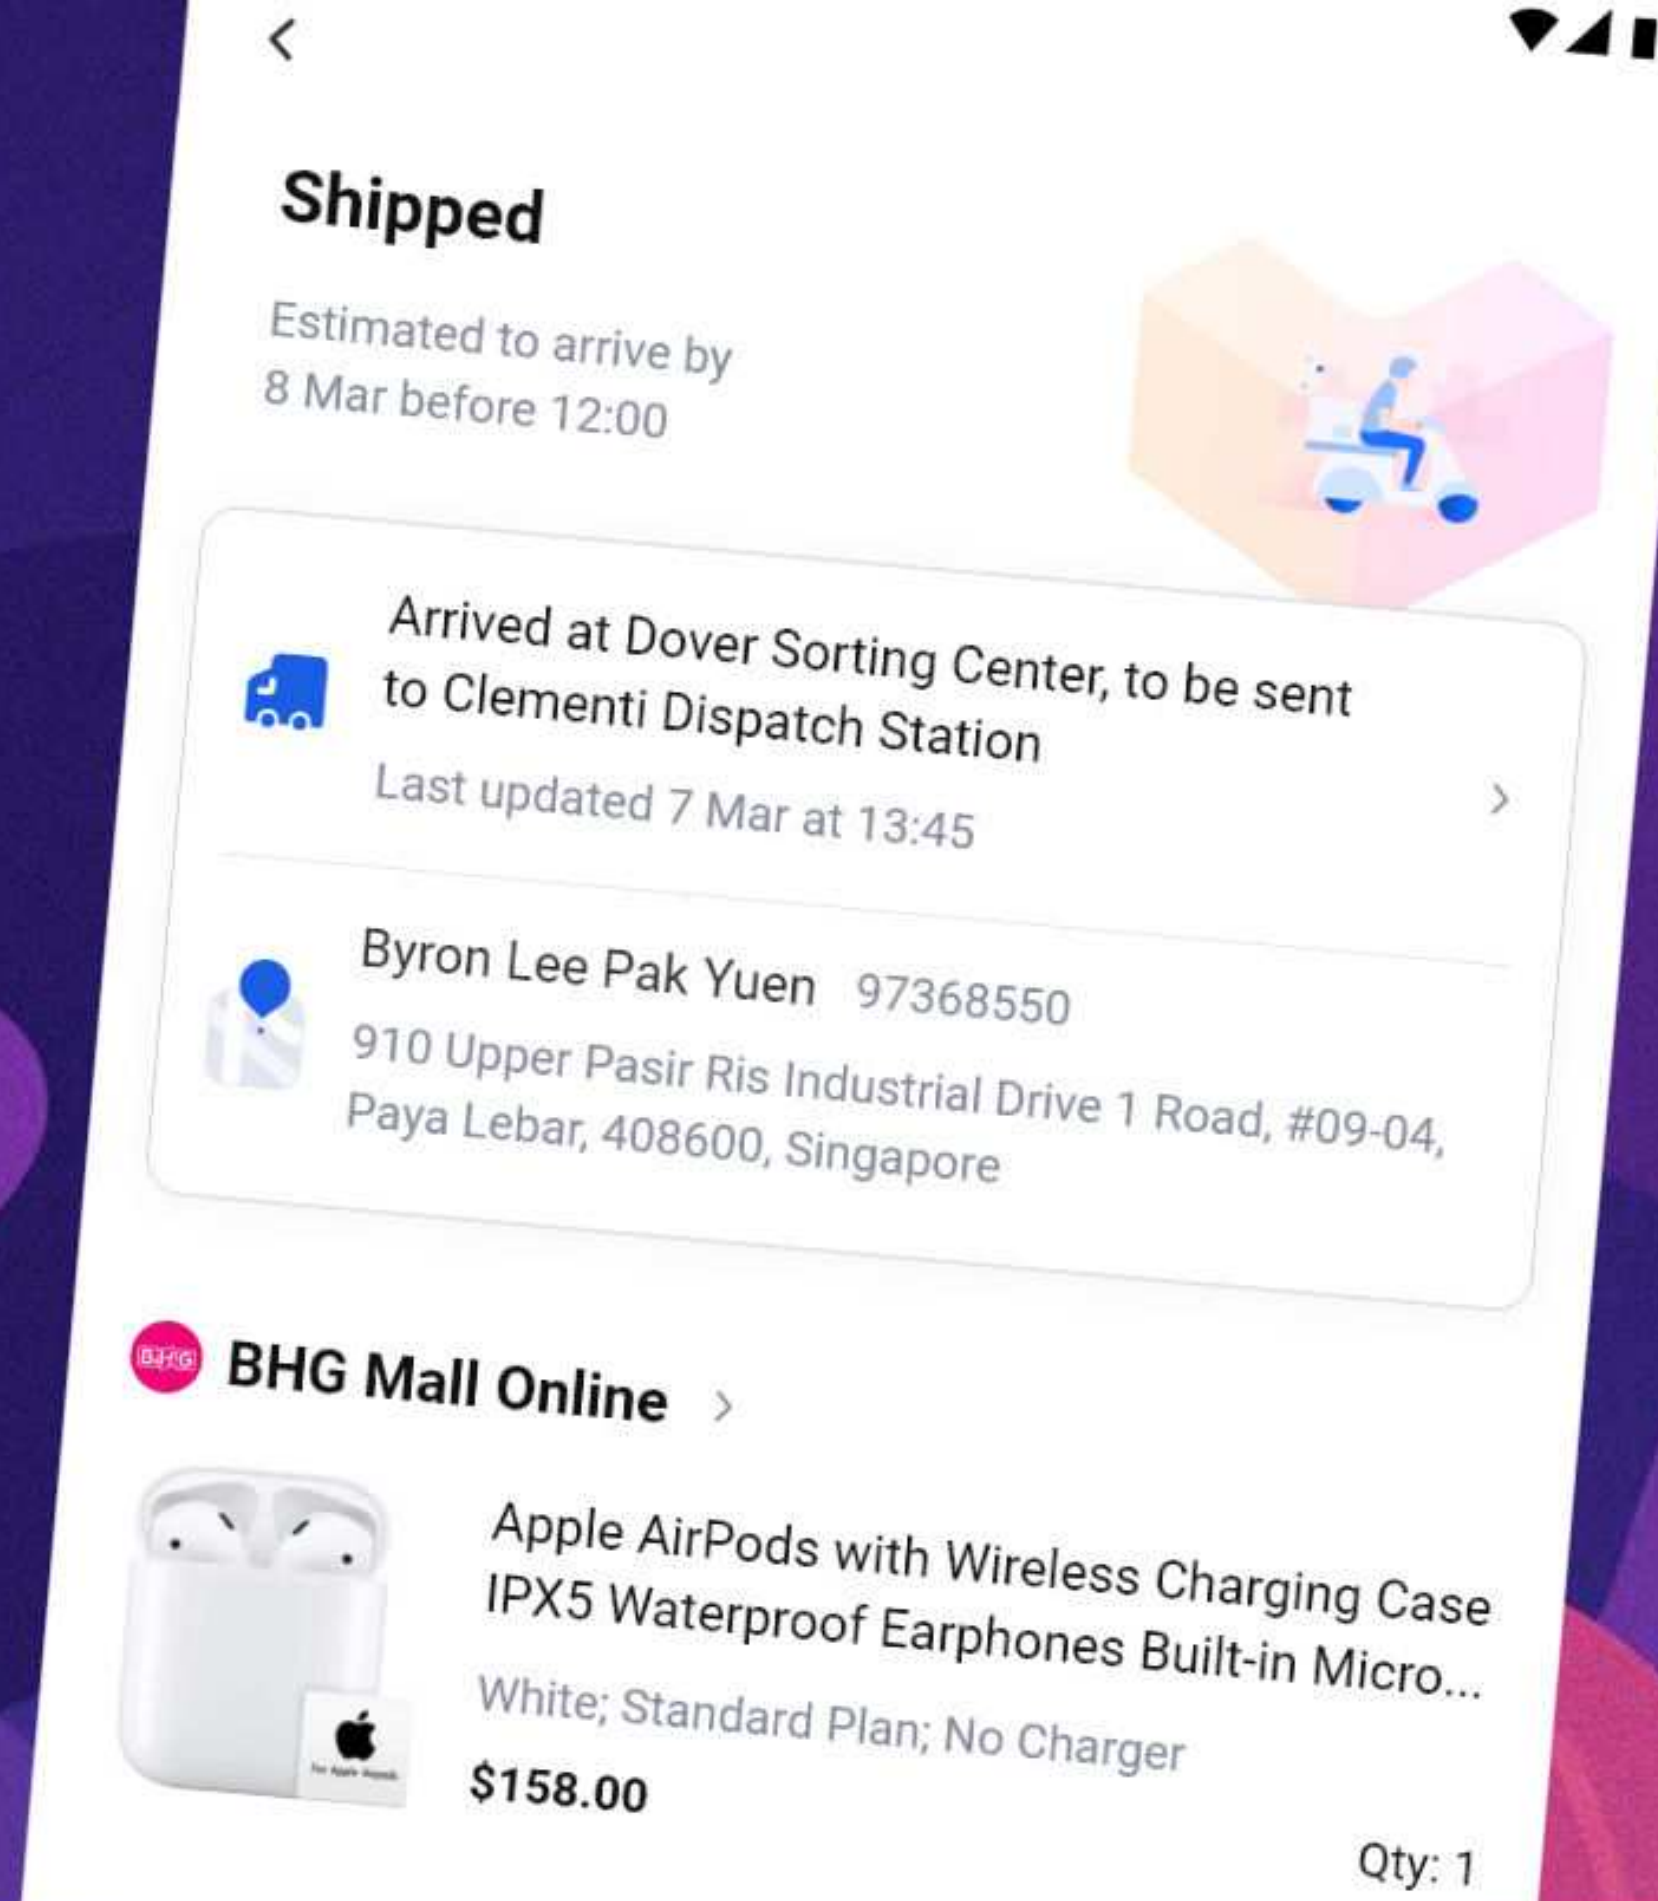 Shipped
Estimated to arrive by
8 Mar before 12:00
Arrived at Dover Sorting Center, to be sent
to Clementi Dispatch Station
Last updated 7 Mar at 13:45
Byron Lee Pak Yuen 97368550
910 Upper Pasir Ris Industrial Drive 1 Road, #09-04,
Paya Lebar, 408600, Singapore
BHG BHG Mall Online
Apple AirPods with Wireless Charging Case
IPX5 Waterproof Earphones Built-in Micro...
White; Standard Plan; No Charger
For Apple Airpods
$158.00
Qty: 1